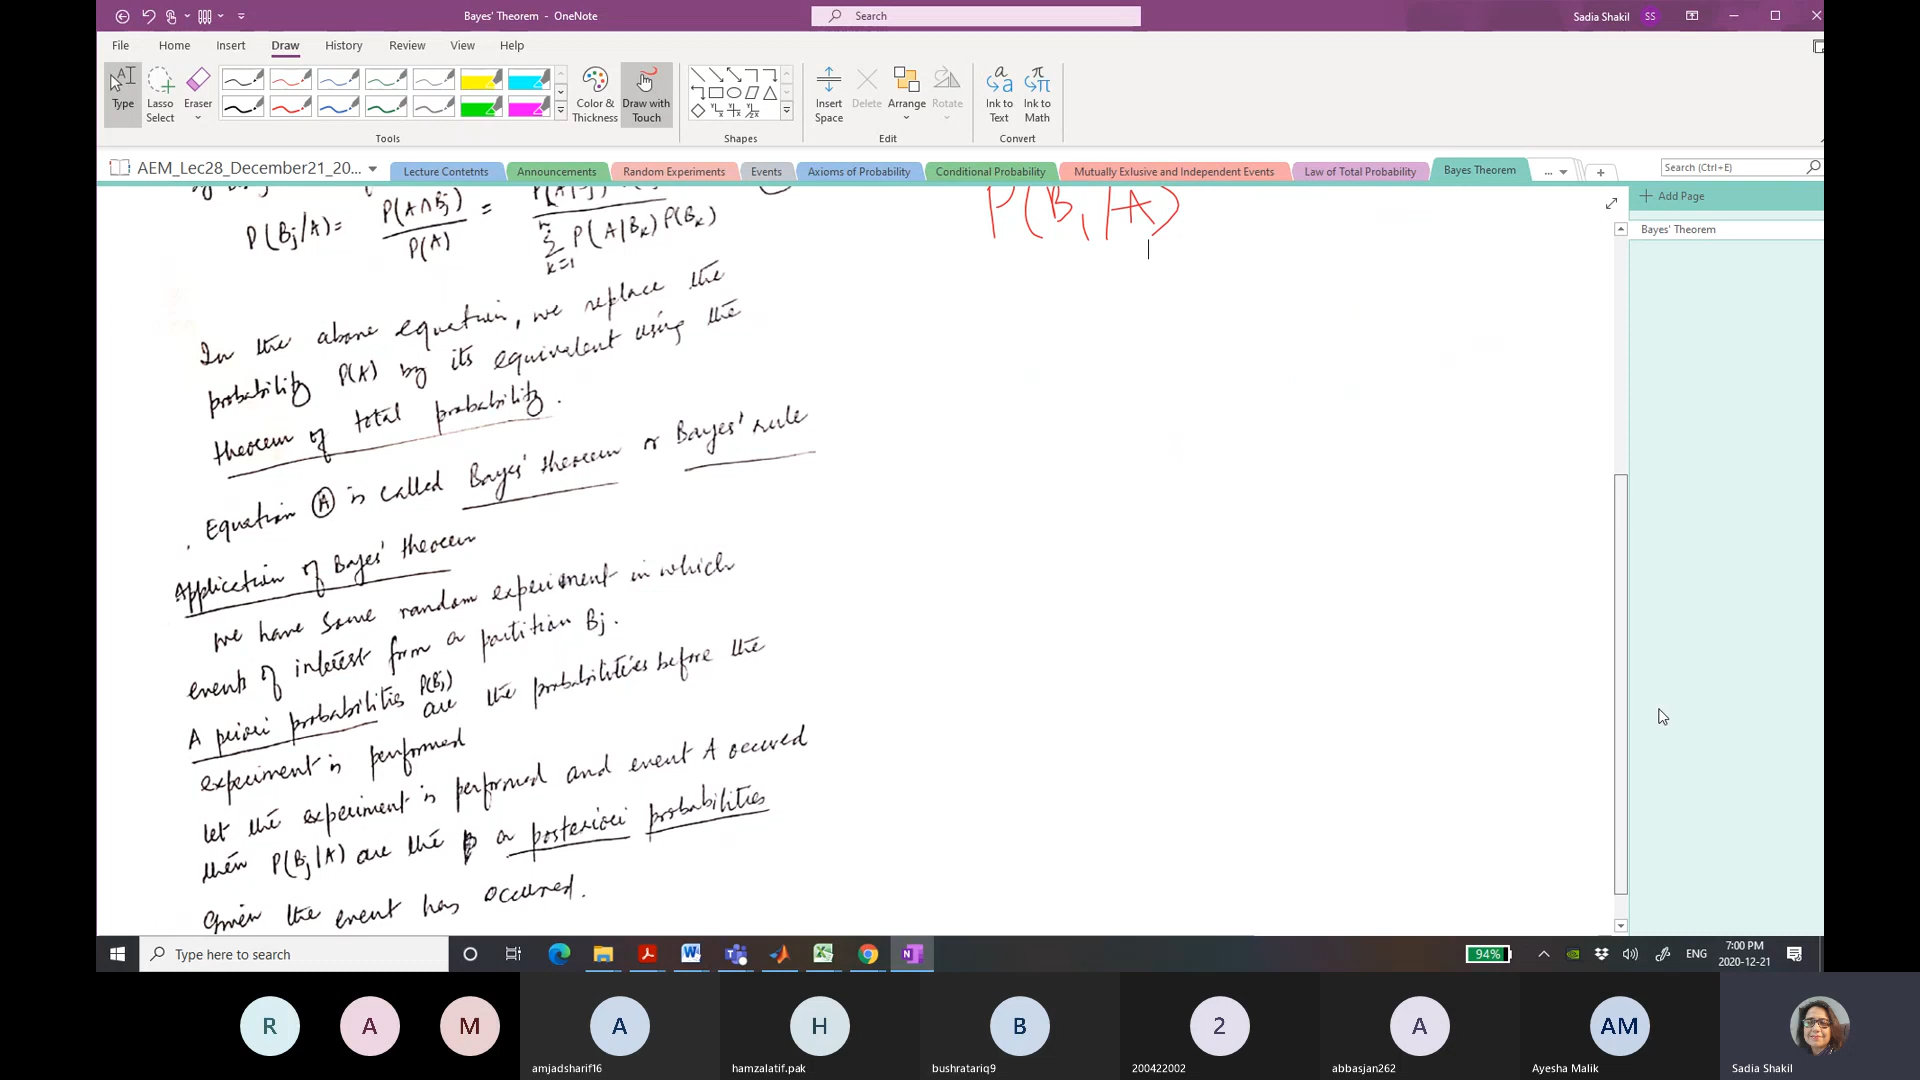 Bayes' Theorem - OneNote
Search
Sadia Shakil
SS
File Home Insert Draw History Review View Help
Type
Lasso Select
Eraser
Color & Thickness
Draw with Touch
Insert Space
Delete
Arrange
Rotate
Ink to Text
Ink to Math
Tools
Shapes
Edit
Convert
AEM_Lec28_December21_20...
Lecture Contetnts
Announcements
Random Experiments
Events
Axioms of Probability
Conditional Probability
Mutually Exlusive and Independent Events
Law of Total Probability
Bayes Theorem
...
Search (Ctrl+E)
Add Page
Bayes' Theorem
P(Bj/A) = P(A∩Bj) / P(A) = / Σ k=1 n P(A|Bk) P(Bk)
P(B1/A)
In the above equation, we replace the
probability P(A) by its equivalent using the
theorem of total probability.
Equation Ⓐ is called Bayes' theorem or Bayes' rule
Application of Bayes' theorem
we have some random experiment in which
events of interest from a partition Bj.
A priori probabilities P(Bj) are the probabilities before the
experiment is performed
let the experiment is performed and event A occured
then P(Bj|A) are the a posteriori probabilities
Given the event has occured.
Type here to search
94%
ENG
7:00 PM
2020-12-21
R
A
M
A
H
B
2
A
AM
amjadsharif16
hamzalatif.pak
bushratariq9
200422002
abbasjan262
Ayesha Malik
Sadia Shakil